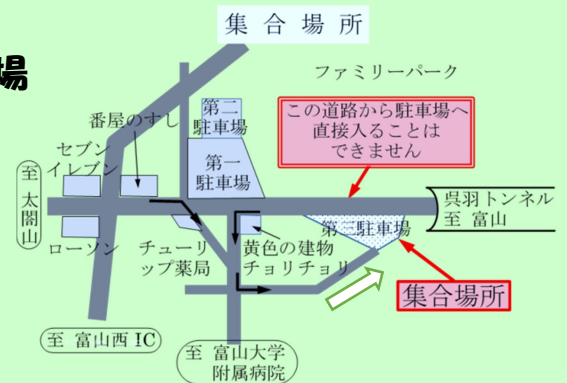 集合場所
場
ファミリーパーク
この道路から駐車場へ
直接入ることは
できません
第二
駐車場
番屋のすし
セブン
イレブン
第一
駐車場
至 太閤山
呉羽トンネル
至 富山
第三駐車場
ローソン
チューリ
ップ薬局
黄色の建物
チョリチョリ
集合場所
至 富山西IC
至 富山大学
附属病院